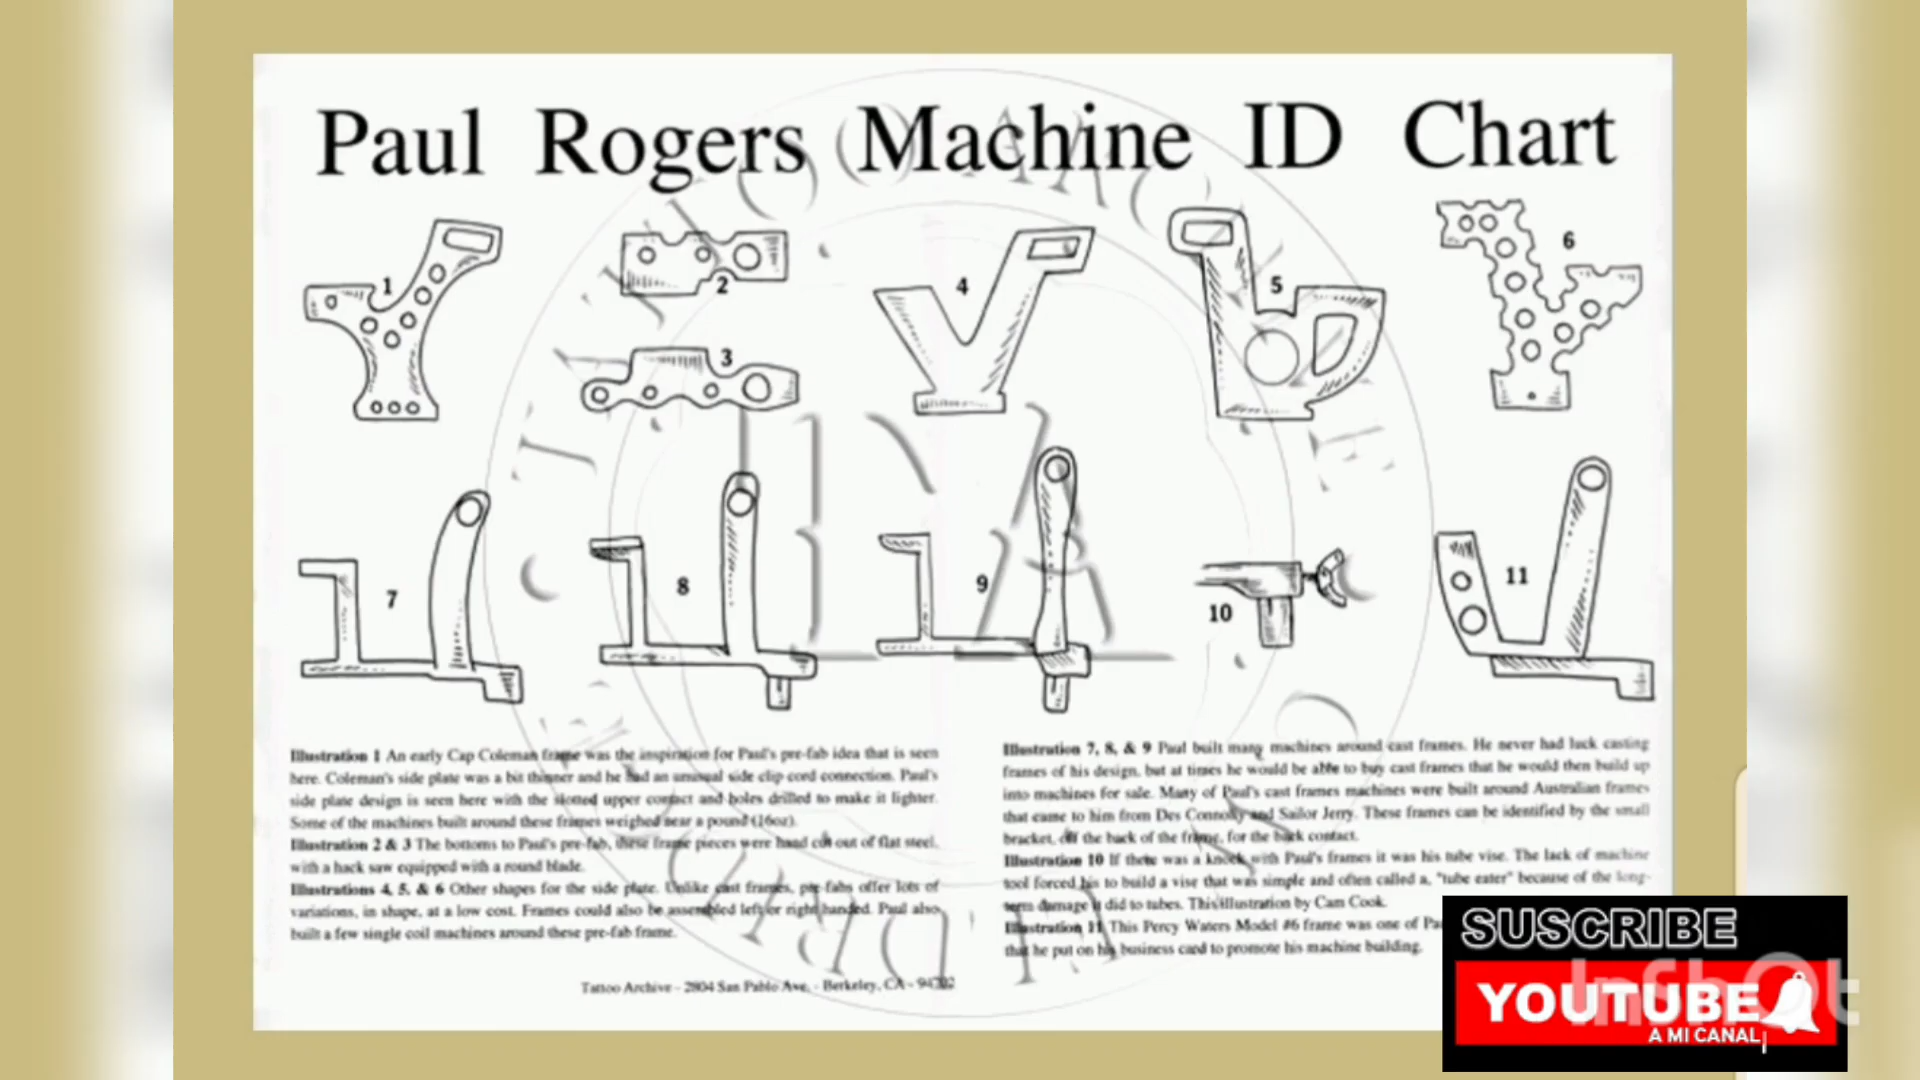 Paul Rogers Machine ID Chart
1
2
3
4
5
6
7
8
9
10
11
Illustration 1 An early Cap Coleman frame was the inspiration for Paul's pre-fab idea that is seen
here. Coleman's side plate was a bit thinner and he had an unusual side clip cord connection. Paul's
side plate design is seen here with the slotted upper contact and holes drilled to make it lighter.
Some of the machines built around these frames weighed near a pound (16oz).
Illustration 2 & 3 The bottoms to Paul's pre-fab, these frame pieces were hand cut out of flat steel,
with a hack saw equipped with a round blade.
Illustrations 4, 5, & 6 Other shapes for the side plate. Unlike cast frames, pre-fabs offer lots of
variations, in shape, at a low cost. Frames could also be assembled left or right handed. Paul also
built a few single coil machines around these pre-fab frame.
Illustration 7, 8, & 9 Paul built many machines around cast frames. He never had luck casting
frames of his design, but at times he would be able to buy cast frames that he would then build up
into machines for sale. Many of Paul's cast frames machines were built around Australian frames
that came to him from Des Connolly and Sailor Jerry. These frames can be identified by the small
bracket, off the back of the frame, for the back contact.
Illustration 10 If there was a knock with Paul's frames it was his tube vise. The lack of machine
tool forced his to build a vise that was simple and often called a, "tube eater" because of the long-
term damage it did to tubes. This illustration by Cam Cook.
Illustration 11 This Percy Waters Model #6 frame was one of
that he put on his business card to promote his machine building.
Tattoo Archive - 2804 San Pablo Ave. - Berkeley, CA - 94702
SUSCRIBE
YOUTUBE
A MI CANAL
InShot